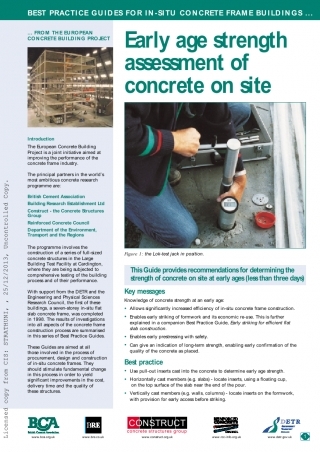 BEST PRACTICE GUIDES FOR IN-SITU CONCRETE FRAME BUILDINGS ...
... FROM THE EUROPEAN
CONCRETE BUILDING PROJECT
Early age strength
assessment of
concrete on site
Introduction
The European Concrete Building
Project is a joint initiative aimed at
improving the performance of the
concrete frame industry.
The principal partners in the world's
most ambitious concrete research
programme are:
British Cement Association
Building Research Establishment Ltd
Construct - the Concrete Structures
Group
Reinforced Concrete Council
Department of the Environment,
Transport and the Regions
The programme involves the
construction of a series of full-sized
concrete structures in the Large
Building Test Facility at Cardington,
where they are being subjected to
comprehensive testing of the building
process and of their performance.
With support from the DETR and the
Engineering and Physical Sciences
Research Council, the first of these
buildings, a seven-storey in-situ flat
slab concrete frame, was completed
in 1998. The results of investigations
into all aspects of the concrete frame
construction process are summarised
in this series of Best Practice Guides.
These Guides are aimed at all
those involved in the process of
procurement, design and construction
of in-situ concrete frames. They
should stimulate fundamental change
in this process in order to yield
significant improvements in the cost,
delivery time and the quality of
these structures.
Figure 1: the Lok-test jack in position.
This Guide provides recommendations for determining the
strength of concrete on site at early ages (less than three days)
Key messages
Knowledge of concrete strength at an early age:
• Allows significantly increased efficiency of in-situ concrete frame construction.
• Enables early striking of formwork and its economic re-use. This is further
explained in a companion Best Practice Guide, Early striking for efficient flat
slab construction.
• Enables early prestressing with safety.
• Can give an indication of long-term strength, enabling early confirmation of the
quality of the concrete as placed.
Best practice
• Use pull-out inserts cast into the concrete to determine early age strength.
• Horizontally cast members (e.g. slabs) - locate inserts, using a floating cup,
on the top surface of the slab near the end of the pour.
• Vertically cast members (e.g. walls, columns) - locate inserts on the formwork,
with provision for early access before striking.
Licensed copy from CIS: STRATHUNI, , 25/12/2013, Uncontrolled Copy.
BCA
British Cement Association
BRE
CONSTRUCT
concrete structures group
DETR
www.bca.org.uk
www.bre.co.uk
www.construct.org.uk
www.rcc-info.org.uk
www.detr.gov.uk
1